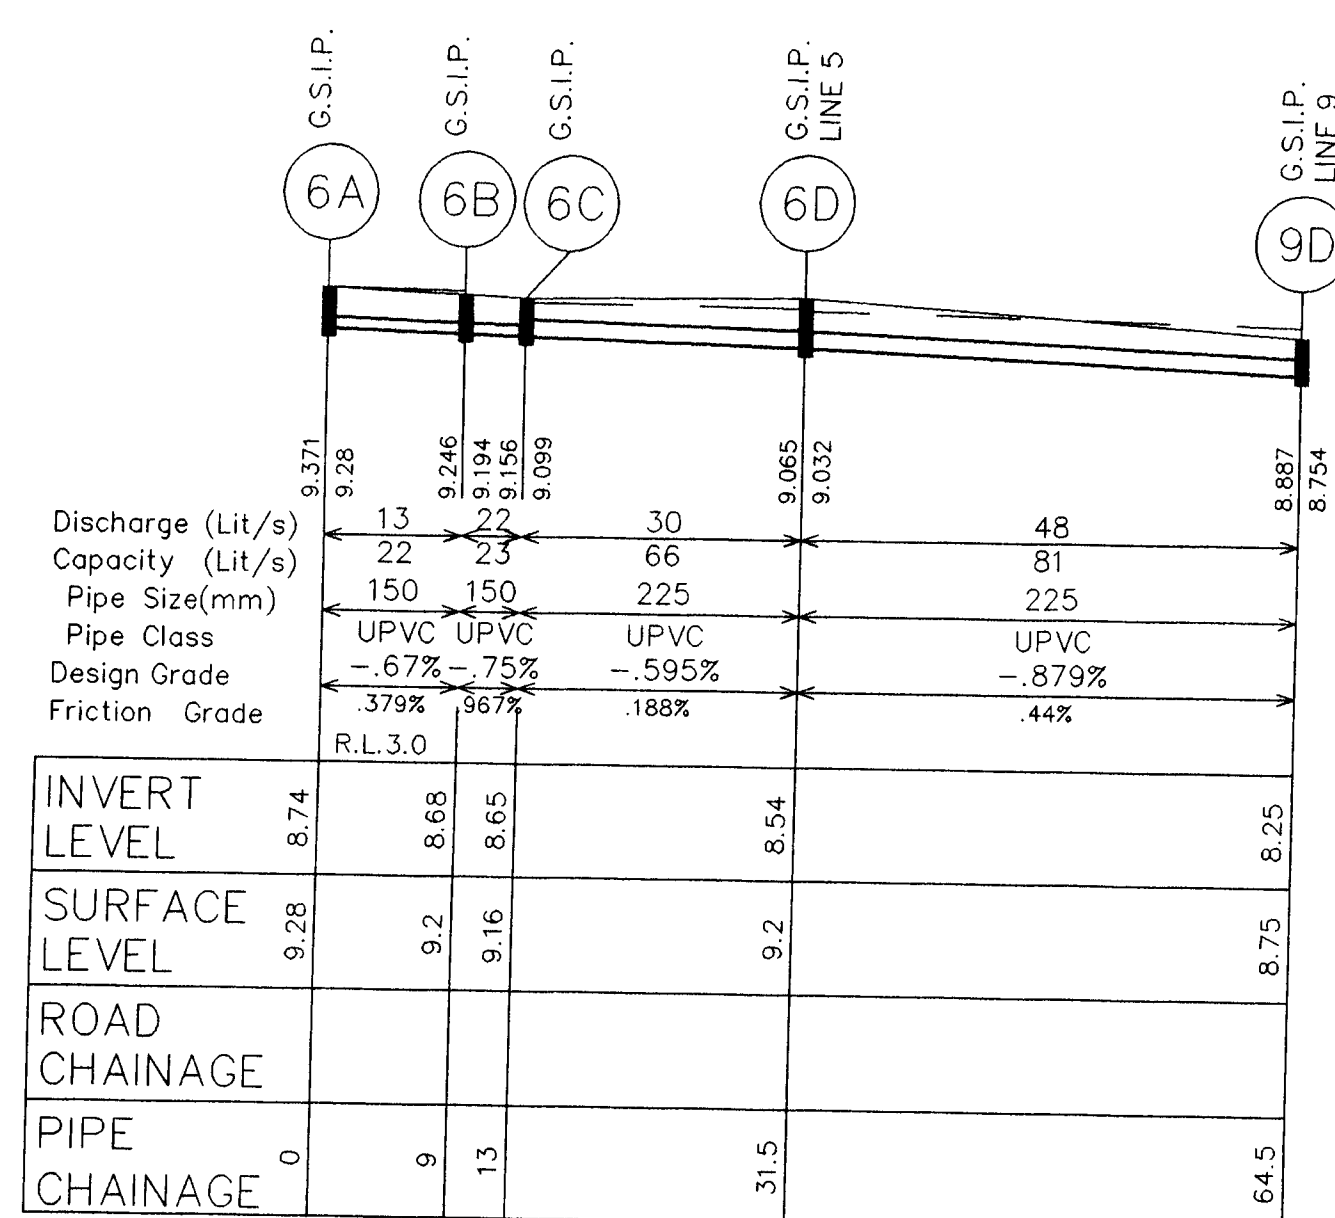 G.S.I.P.
G.S.I.P.
G.S.I.P.
G.S.I.P.
LINE 5
G.S.I.P.
LINE 9
6A
6B
6C
6D
9D
9.371
9.28
9.246
9.194
9.156
9.099
9.065
9.032
8.887
8.754
Discharge (Lit/s) 13 22 30 48
Capacity (Lit/s) 22 23 66 81
Pipe Size(mm) 150 150 225 225
Pipe Class UPVC UPVC UPVC UPVC
Design Grade -.67% -.75% -.595% -.879%
Friction Grade .379% .967% .188% .44%
R.L.3.0
INVERT
LEVEL 8.74 8.68 8.65 8.54 8.25
SURFACE
LEVEL 9.28 9.2 9.16 9.2 8.75
ROAD
CHAINAGE
PIPE
CHAINAGE 0 9 13 31.5 64.5